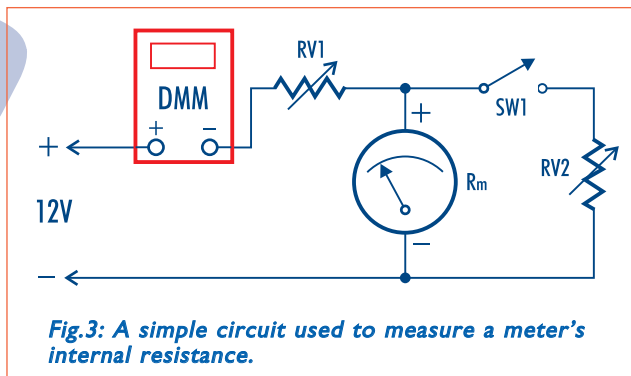 RV1
DMM
+
−
+
SW1
+
12V
Rm
RV2
−
−
Fig.3: A simple circuit used to measure a meter's
internal resistance.